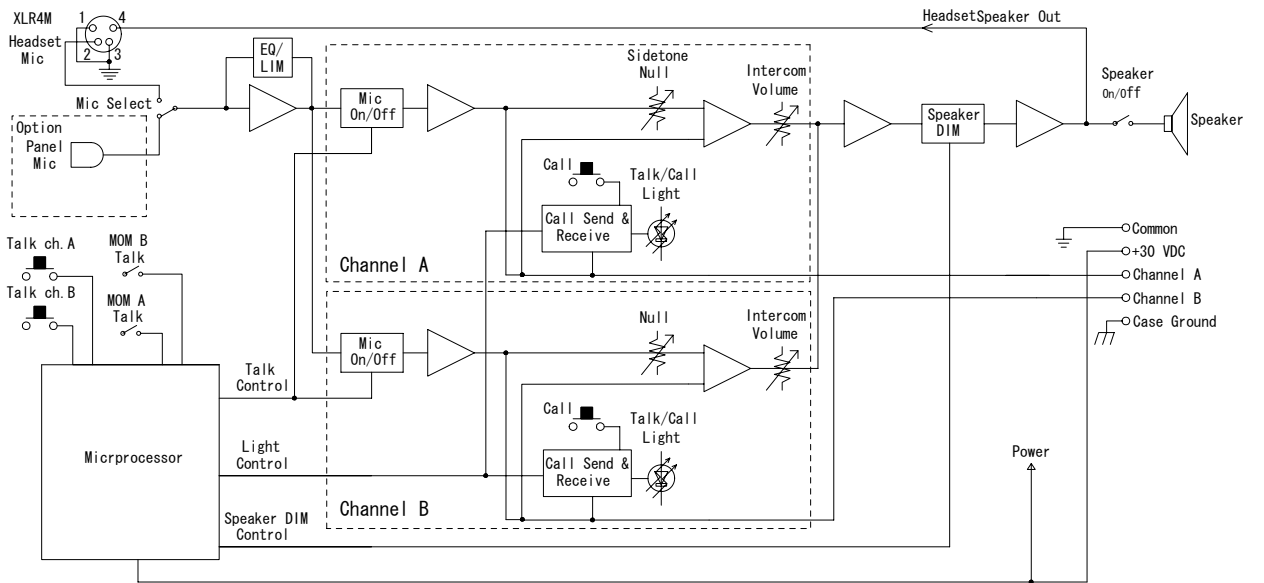 XLR4M
1
4
2
3
Headset
Mic
HeadsetSpeaker Out
EQ/
LIM
Mic Select
Option
Panel
Mic
Mic
On/Off
Sidetone
Null
Intercom
Volume
Speaker
DIM
Speaker
On/Off
Speaker
Call
Talk/Call
Light
Call Send &
Receive
Channel A
Common
+30 VDC
Channel A
Channel B
Case Ground
Talk ch.A
MOM B
Talk
Talk ch.B
MOM A
Talk
Mic
On/Off
Null
Intercom
Volume
Talk
Control
Call
Talk/Call
Light
Call Send &
Receive
Micrprocessor
Light
Control
Channel B
Power
Speaker DIM
Control